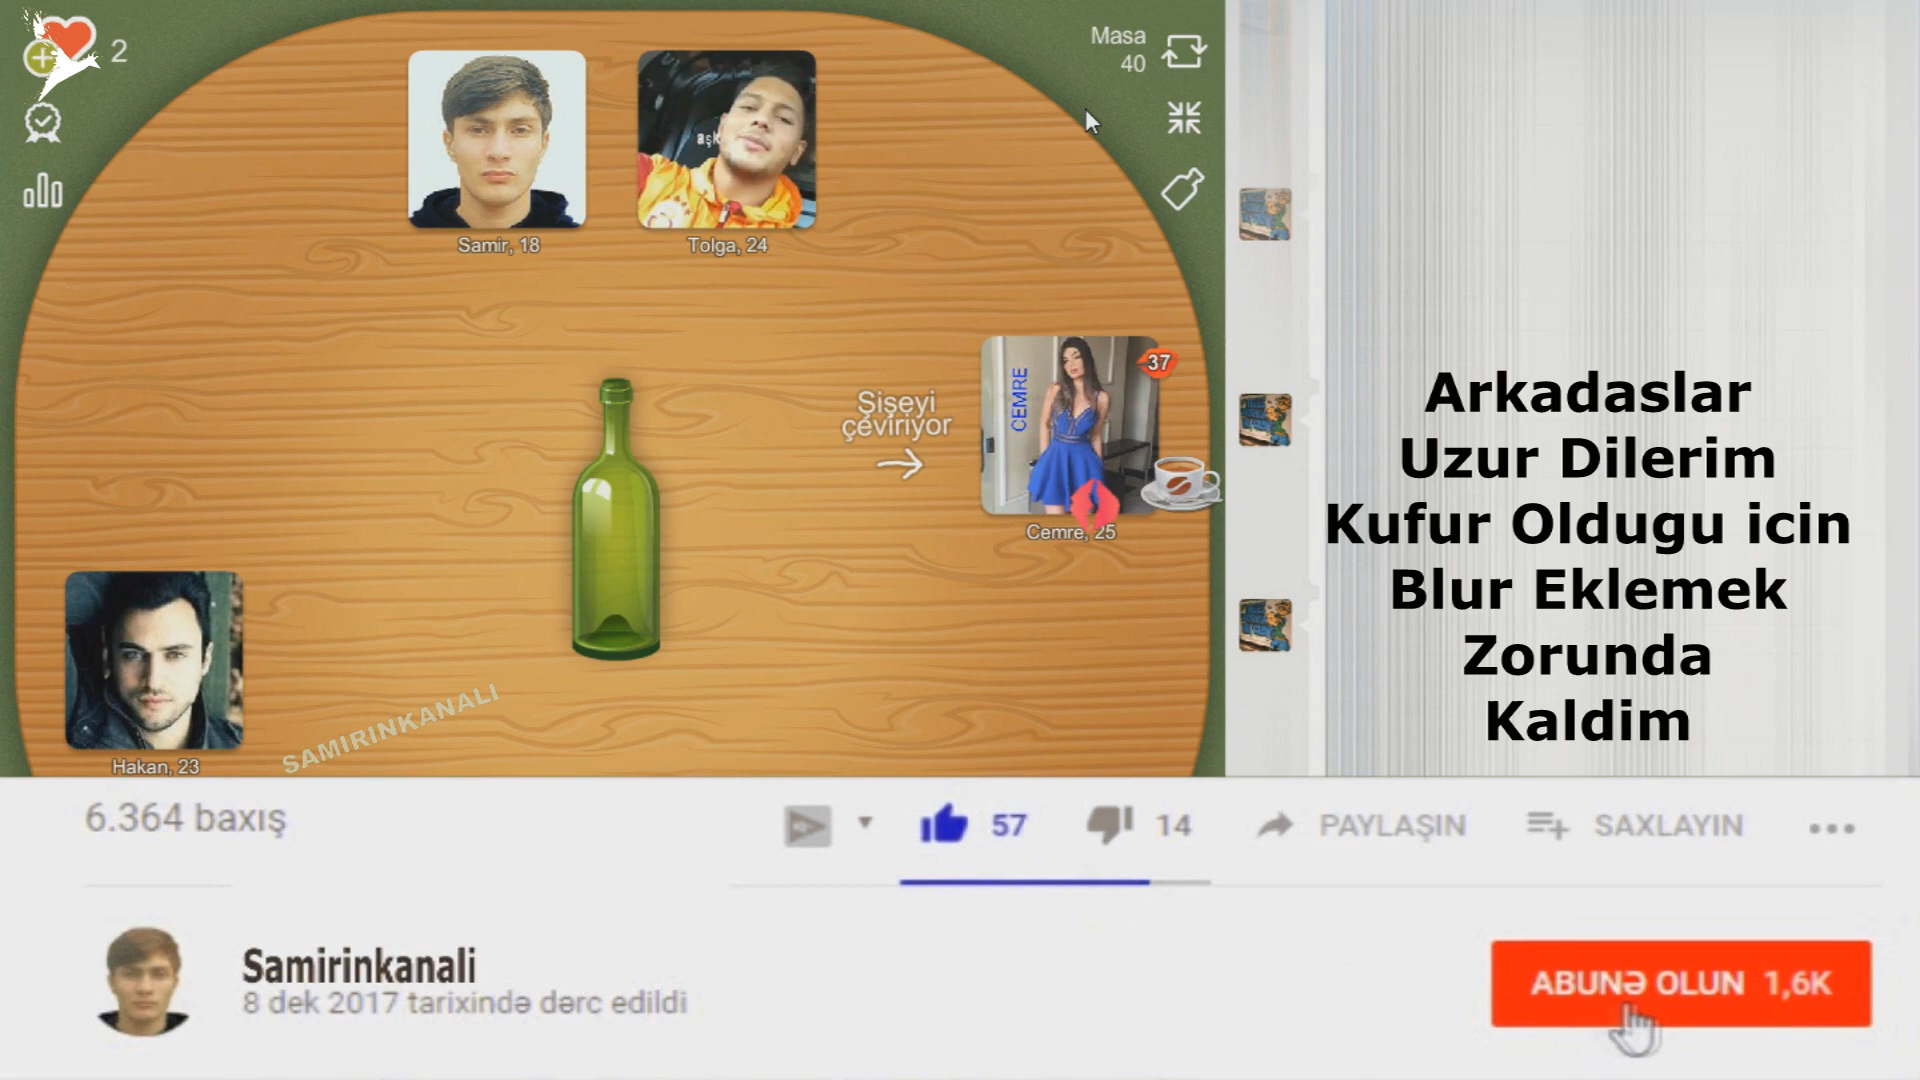 2
Masa
40
aşk
Samir, 18
Tolga, 24
Şişeyi
çeviriyor
CEMRE
37
Cemre, 25
Hakan, 23
SAMIRINKANALI
Arkadaslar
Uzur Dilerim
Kufur Oldugu icin
Blur Eklemek
Zorunda
Kaldim
6.364 baxış
57
14
PAYLAŞIN
SAXLAYIN
Samirinkanali
8 dek 2017 tarixində dərc edildi
ABUNƏ OLUN 1,6K